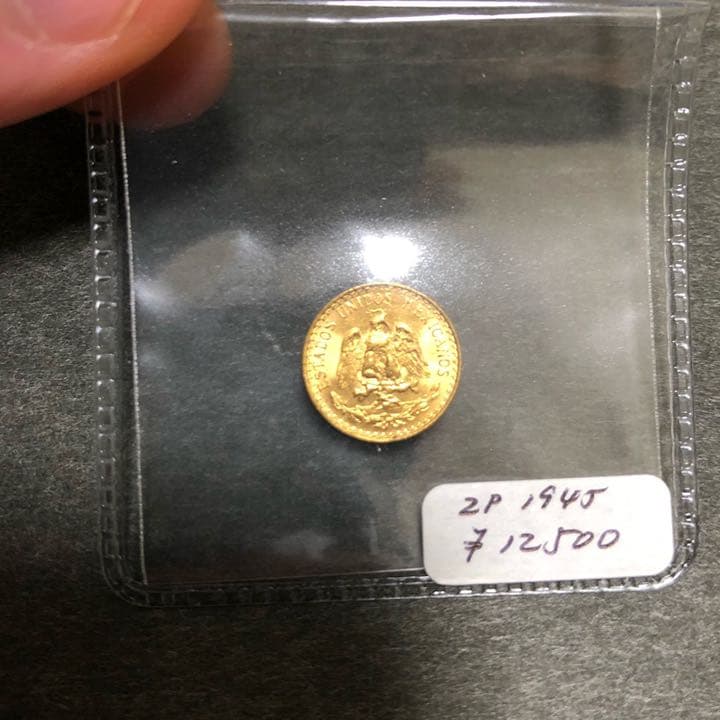 ESTADOS UNIDOS MEXICANOS
2P 1945
¥ 12500